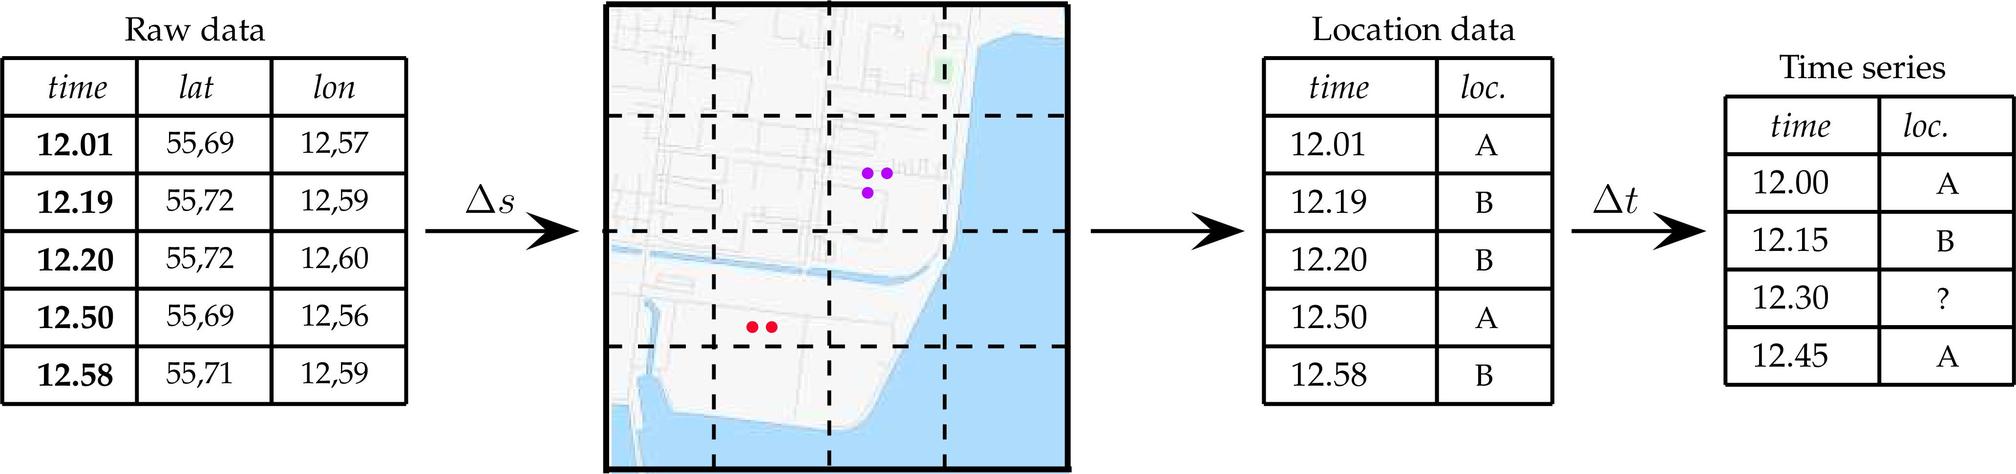 Raw data
time lat lon
12.01 55,69 12,57
12.19 55,72 12,59
12.20 55,72 12,60
12.50 55,69 12,56
12.58 55,71 12,59
Δs
Location data
time loc.
12.01 A
12.19 B
12.20 B
12.50 A
12.58 B
Δt
Time series
time loc.
12.00 A
12.15 B
12.30 ?
12.45 A